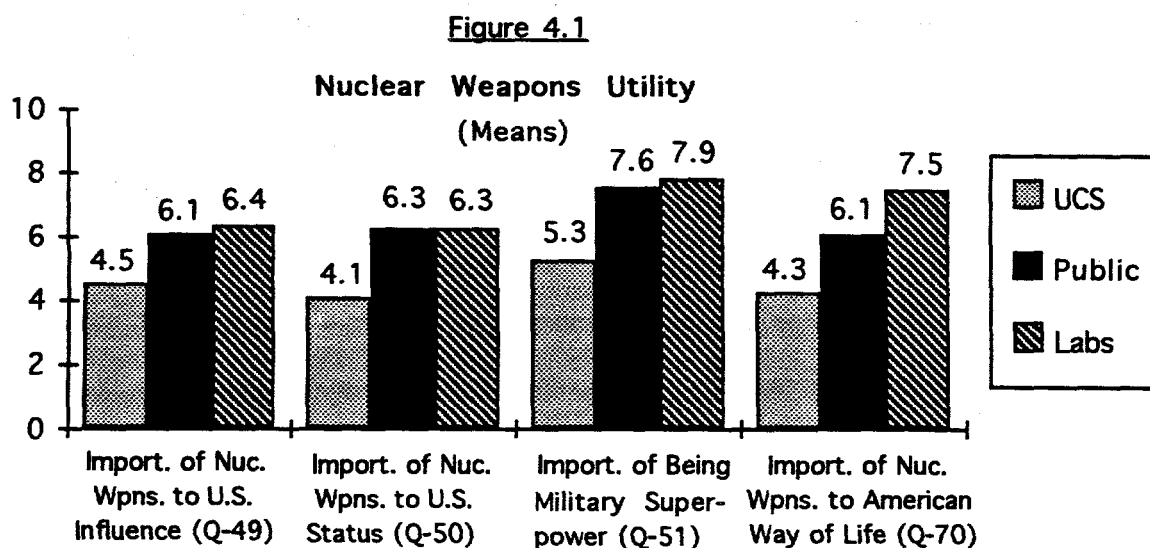 Figure 4.1
Nuclear Weapons Utility
(Means)
10
8
6
4
2
0
4.5
6.1
6.4
4.1
6.3
6.3
5.3
7.6
7.9
4.3
6.1
7.5
Import. of Nuc.
Wpns. to U.S.
Influence (Q-49)
Import. of Nuc.
Wpns. to U.S.
Status (Q-50)
Import. of Being
Military Super-
power (Q-51)
Import. of Nuc.
Wpns. to American
Way of Life (Q-70)
UCS
Public
Labs